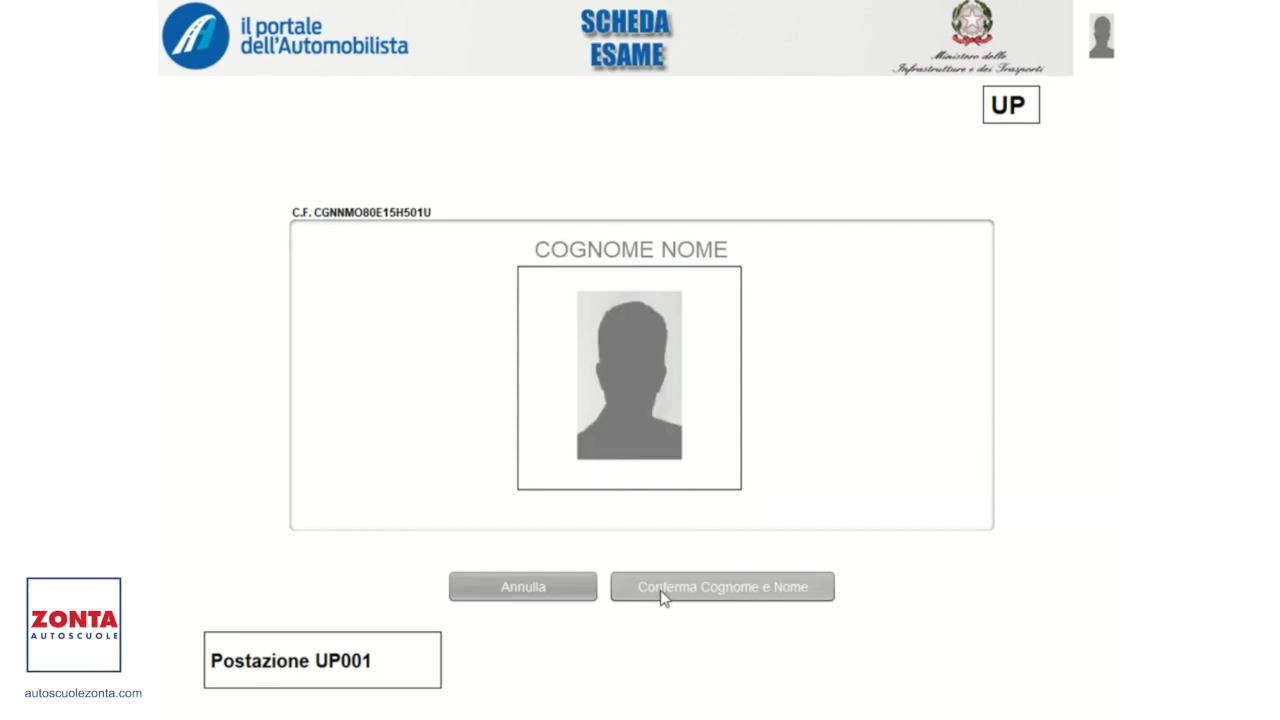 il portale
dell'Automobilista
SCHEDA
ESAME
Ministero delle
Infrastrutture e dei Trasporti
UP
C.F. CGNNMO80E15H501U
COGNOME NOME
Annulla
Conferma Cognome e Nome
Postazione UP001
ZONTA
AUTOSCUOLE
autoscuolezonta.com